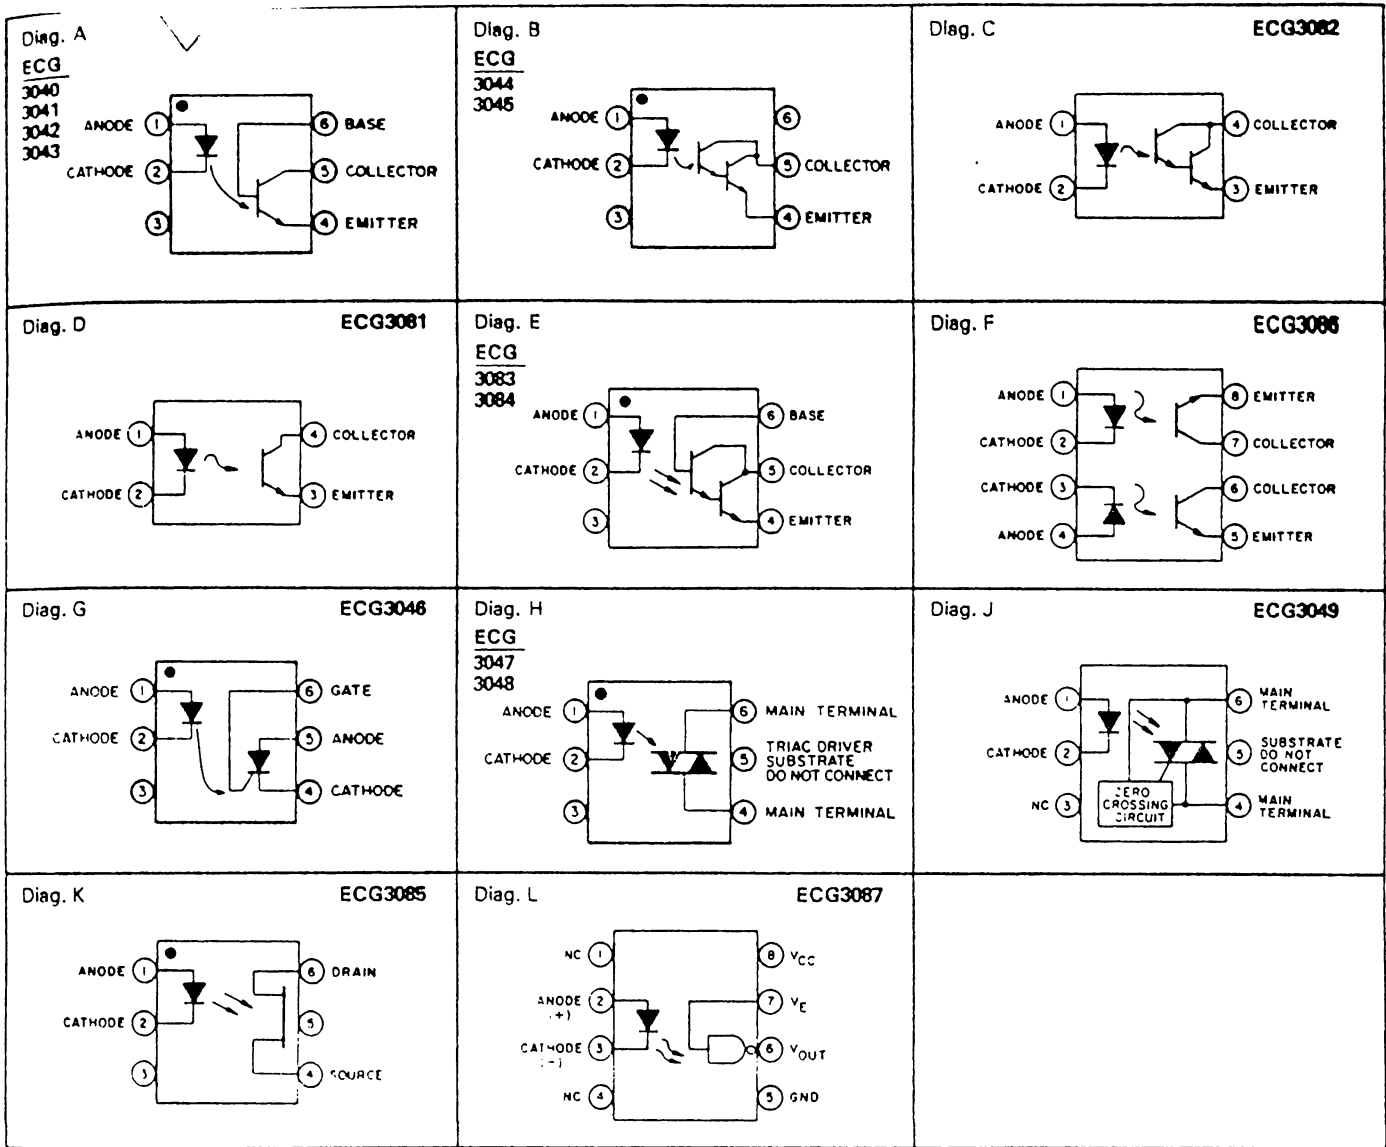 Diag. A
ECG
3040
3041
3042
3043
ANODE 1
CATHODE 2
3
6 BASE
5 COLLECTOR
4 EMITTER
Diag. B
ECG
3044
3045
ANODE 1
CATHODE 2
3
6
5 COLLECTOR
4 EMITTER
Diag. C
ECG3082
ANODE 1
CATHODE 2
4 COLLECTOR
3 EMITTER
Diag. D
ECG3081
ANODE 1
CATHODE 2
4 COLLECTOR
3 EMITTER
Diag. E
ECG
3083
3084
ANODE 1
CATHODE 2
3
6 BASE
5 COLLECTOR
4 EMITTER
Diag. F
ECG3086
ANODE 1
CATHODE 2
CATHODE 3
ANODE 4
8 EMITTER
7 COLLECTOR
6 COLLECTOR
5 EMITTER
Diag. G
ECG3046
ANODE 1
CATHODE 2
3
6 GATE
5 ANODE
4 CATHODE
Diag. H
ECG
3047
3048
ANODE 1
CATHODE 2
3
6 MAIN TERMINAL
5 TRIAC DRIVER
SUBSTRATE
DO NOT CONNECT
4 MAIN TERMINAL
Diag. J
ECG3049
ANODE 1
CATHODE 2
NC 3
ZERO
CROSSING
CIRCUIT
6 MAIN
TERMINAL
5 SUBSTRATE
DO NOT
CONNECT
4 MAIN
TERMINAL
Diag. K
ECG3085
ANODE 1
CATHODE 2
3
6 DRAIN
5
4 SOURCE
Diag. L
ECG3087
NC 1
ANODE 2
(+)
CATHODE 3
(-)
NC 4
8 VCC
7 VE
6 VOUT
5 GND